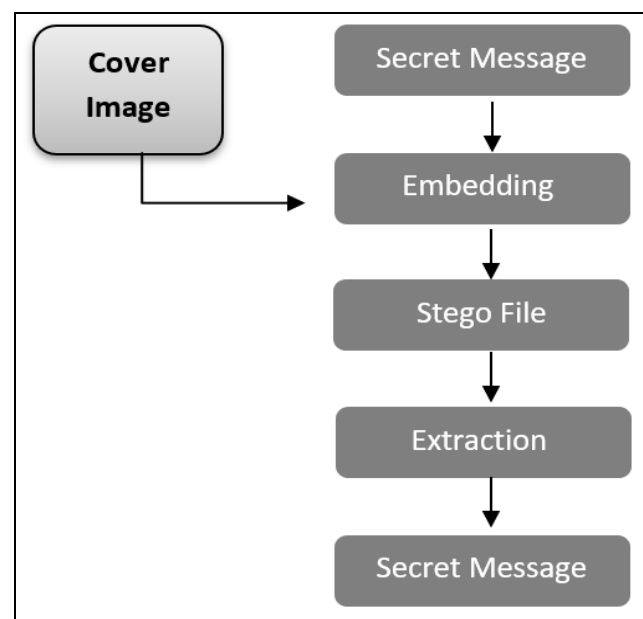 Cover
Image
Secret Message
Embedding
Stego File
Extraction
Secret Message